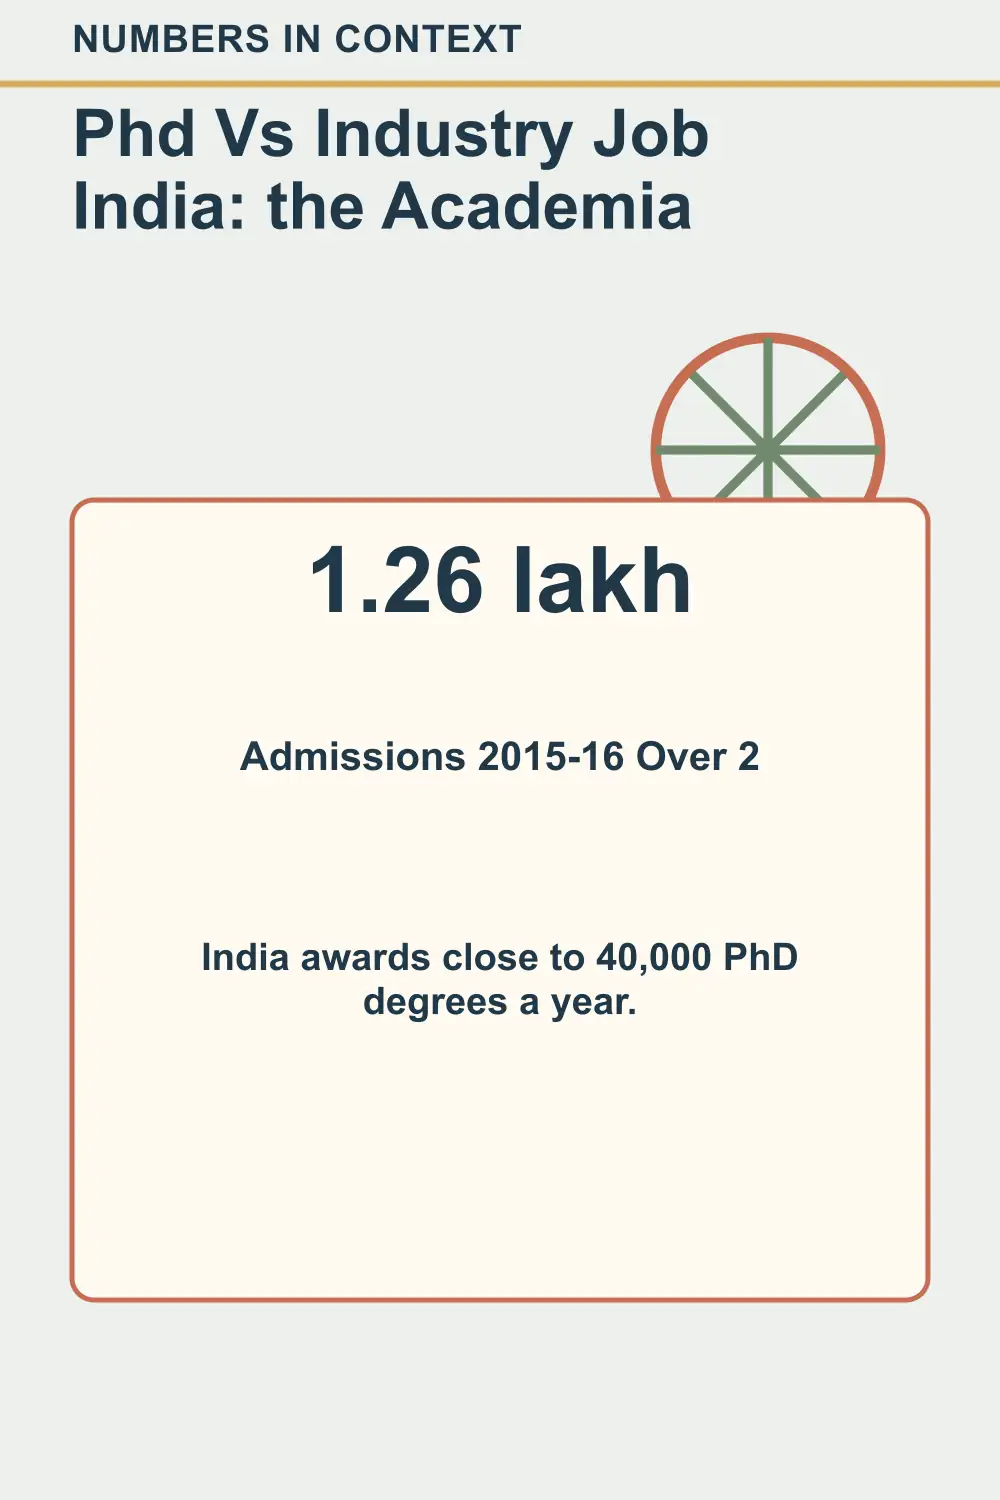 NUMBERS IN CONTEXT
Phd Vs Industry Job
India: the Academia
1.26 lakh
Admissions 2015-16 Over 2
India awards close to 40,000 PhD
degrees a year.